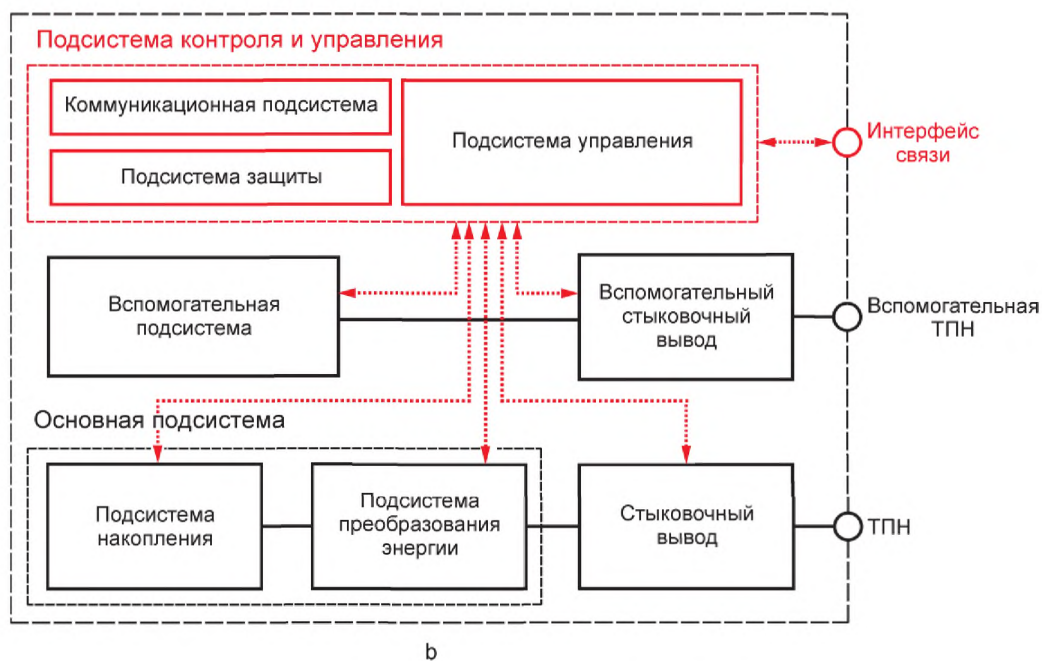 Подсистема контроля и управления
Коммуникационная подсистема
Подсистема защиты
Подсистема управления
Интерфейс
связи
Вспомогательная
подсистема
Вспомогательный
стыковочный
вывод
Вспомогательная
ТПН
Основная подсистема
Подсистема
накопления
Подсистема
преобразования
энергии
Стыковочный
вывод
ТПН
b